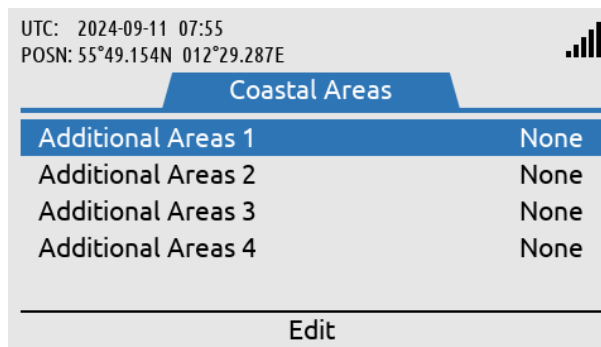 UTC: 2024-09-11 07:55
POSN: 55°49.154N 012°29.287E
Coastal Areas
Additional Areas 1 None
Additional Areas 2 None
Additional Areas 3 None
Additional Areas 4 None
Edit